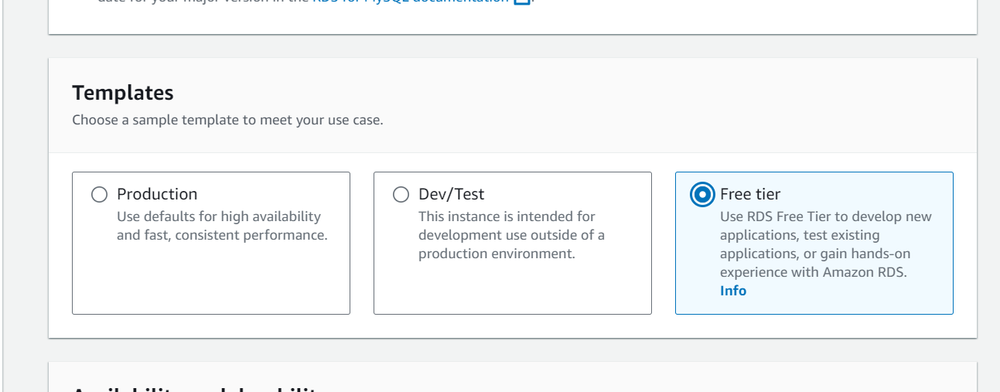 date for your major version in the RDS for MySQL documentation
Templates
Choose a sample template to meet your use case.
Production
Use defaults for high availability
and fast, consistent performance.
Dev/Test
This instance is intended for
development use outside of a
production environment.
Free tier
Use RDS Free Tier to develop new
applications, test existing
applications, or gain hands-on
experience with Amazon RDS.
Info
Availability and durability